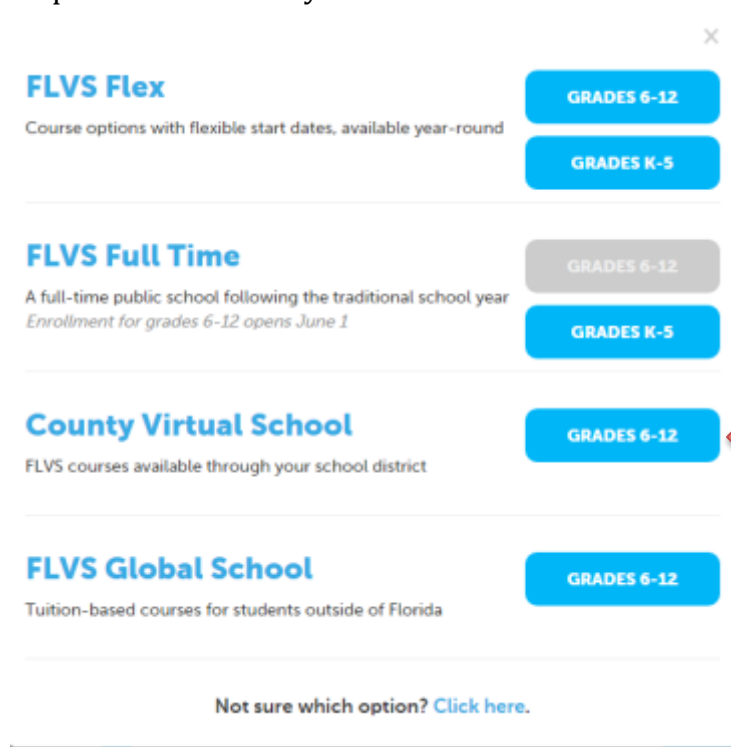 ×
FLVS Flex
GRADES 6-12
Course options with flexible start dates, available year-round
GRADES K-5
FLVS Full Time
GRADES 6-12
A full-time public school following the traditional school year
Enrollment for grades 6-12 opens June 1
GRADES K-5
County Virtual School
GRADES 6-12
FLVS courses available through your school district
FLVS Global School
GRADES 6-12
Tuition-based courses for students outside of Florida
Not sure which option? Click here.